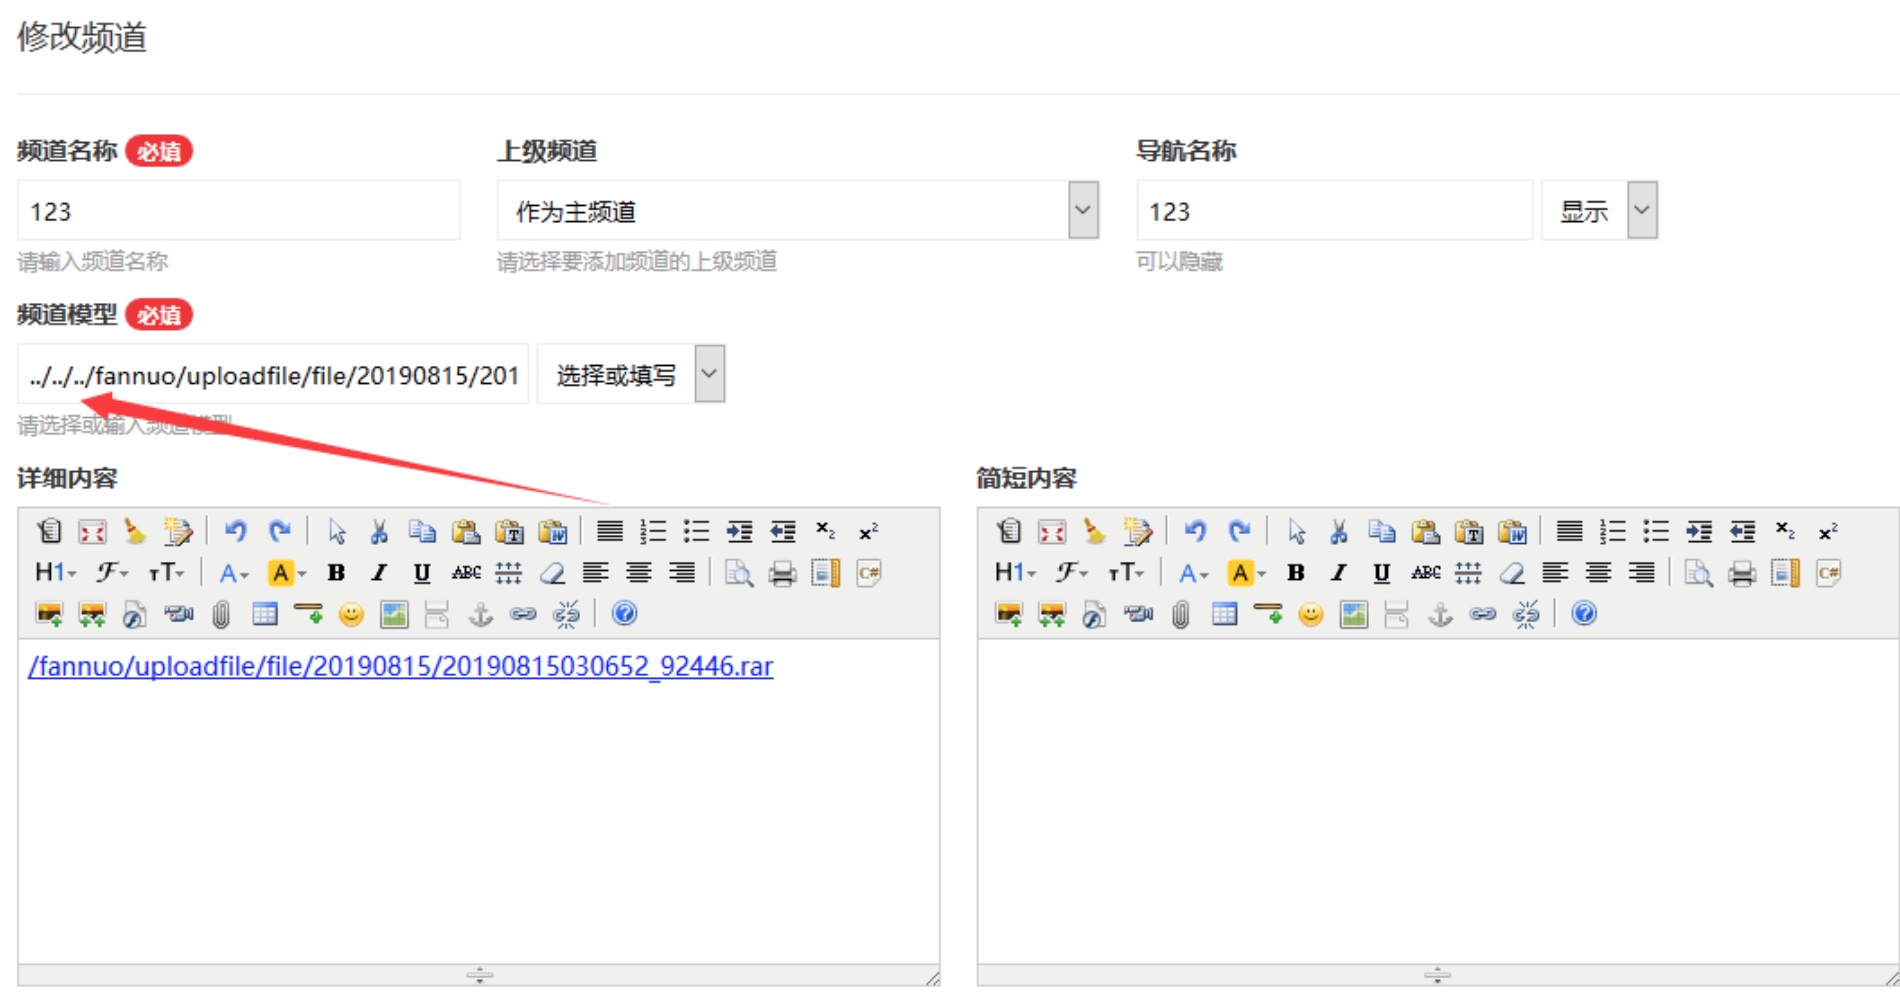 修改频道
频道名称 必填
上级频道
导航名称
123
作为主频道
123
显示
请输入频道名称
请选择要添加频道的上级频道
可以隐藏
频道模型 必填
../../../fannuo/uploadfile/file/20190815/201
选择或填写
请选择或输入频道模型
详细内容
简短内容
/fannuo/uploadfile/file/20190815/20190815030652_92446.rar